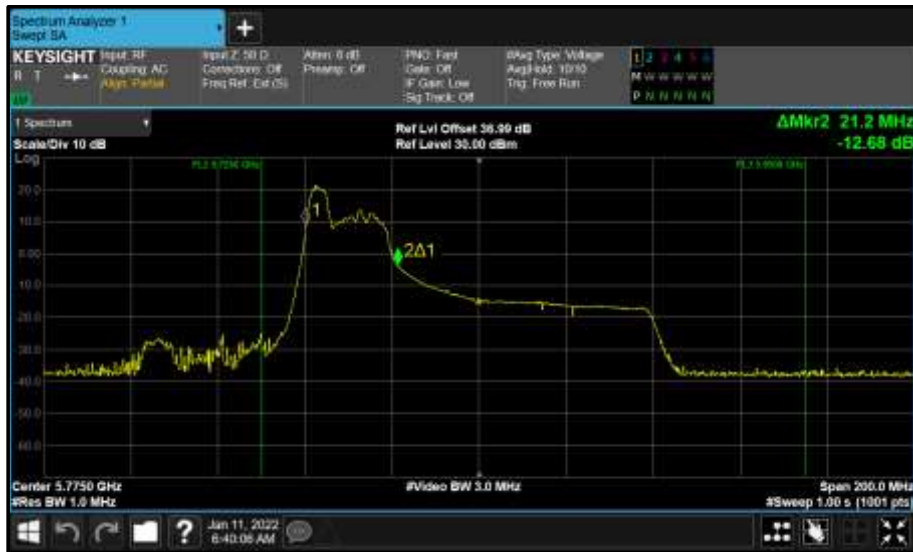 Spectrum Analyzer 1
Swept SA
+
KEYSIGHT
R T
Input: RF
Coupling: AC
Align: Partial
Input Z: 50 Ω
Corrections: Off
Freq Ref: Ext (S)
Atten: 6 dB
Preamp: Off
PNO: Fast
Gate: Off
IF Gain: Low
Sig Track: Off
#Avg Type: Voltage
Avg|Hold: 10/10
Trig: Free Run
1 2 3 4 5 6
M W W W W W
P N N N N N
1 Spectrum
Scale/Div 10 dB
Ref Lvl Offset 36.99 dB
Ref Level 30.00 dBm
ΔMkr2 21.2 MHz
-12.68 dB
Log
20.0
10.0
0.00
-10.0
-20.0
-30.0
-40.0
-50.0
-60.0
1
2Δ1
Center 5.7750 GHz
#Res BW 1.0 MHz
#Video BW 3.0 MHz
Span 200.0 MHz
#Sweep 1.00 s (1001 pts)
?
Jan 11, 2022
6:40:06 AM